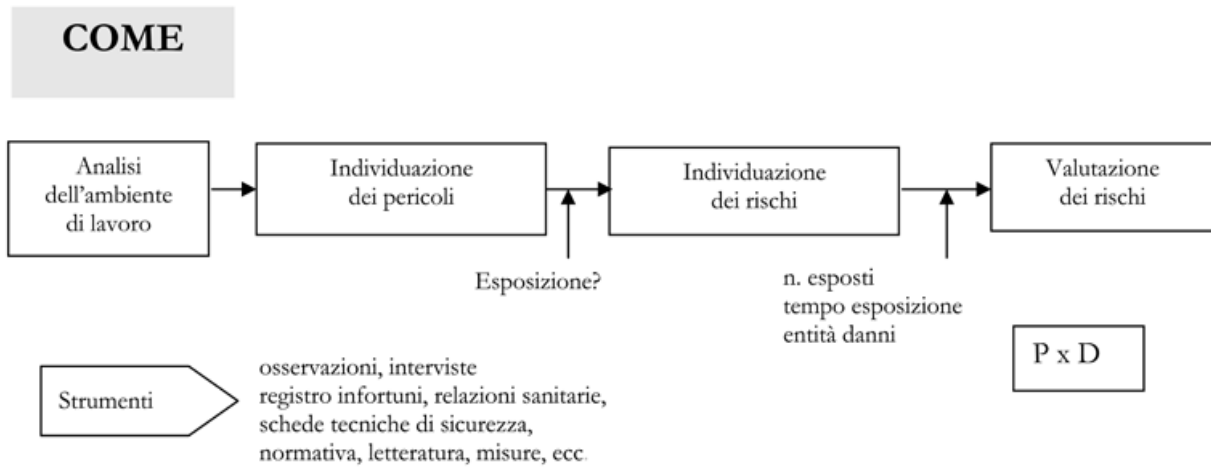 COME
Analisi
dell'ambiente
di lavoro
Individuazione
dei pericoli
Individuazione
dei rischi
Valutazione
dei rischi
Esposizione?
n. esposti
tempo esposizione
entità danni
P x D
Strumenti
osservazioni, interviste
registro infortuni, relazioni sanitarie,
schede tecniche di sicurezza,
normativa, letteratura, misure, ecc.